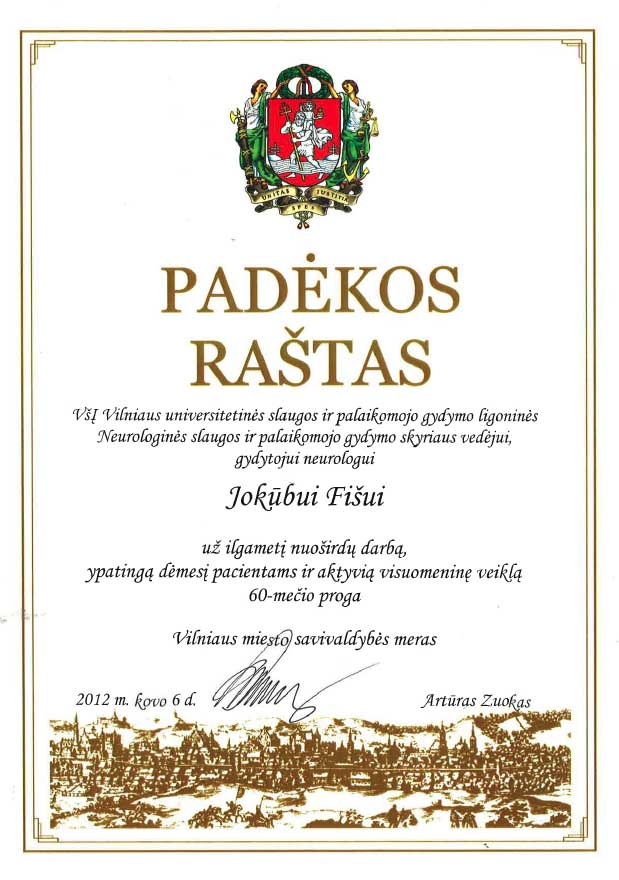 UNITAS JUSTITIA
SPES
PADĖKOS
RAŠTAS
VšĮ Vilniaus universitetinės slaugos ir palaikomojo gydymo ligoninės
Neurologinės slaugos ir palaikomojo gydymo skyriaus vedėjui,
gydytojui neurologui
Jokūbui Fišui
už ilgametį nuoširdų darbą,
ypatingą dėmesį pacientams ir aktyvią visuomeninę veiklą
60-mečio proga
Vilniaus miesto savivaldybės meras
2012 m. kovo 6 d. Artūras Zuokas